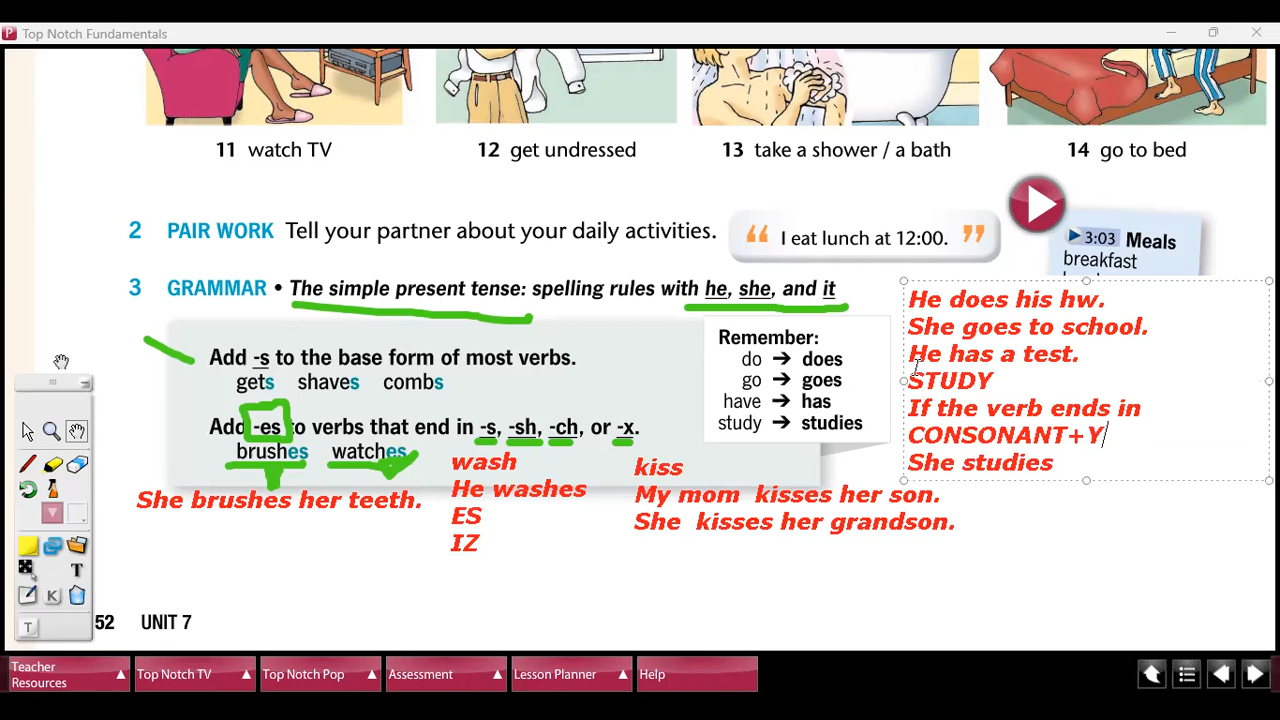 Top Notch Fundamentals
11 watch TV
12 get undressed
13 take a shower / a bath
14 go to bed
2 PAIR WORK Tell your partner about your daily activities.
“ I eat lunch at 12:00. ”
3:03 Meals
breakfast
3 GRAMMAR • The simple present tense: spelling rules with he, she, and it
Add -s to the base form of most verbs.
gets shaves combs
Add -es to verbs that end in -s, -sh, -ch, or -x.
brushes watches
Remember:
do → does
go → goes
have → has
study → studies
He does his hw.
She goes to school.
He has a test.
STUDY
If the verb ends in
CONSONANT+Y
She studies
She brushes her teeth.
wash
He washes
ES
IZ
kiss
My mom kisses her son.
She kisses her grandson.
T
K
T
52 UNIT 7
Teacher
Resources
Top Notch TV
Top Notch Pop
Assessment
Lesson Planner
Help